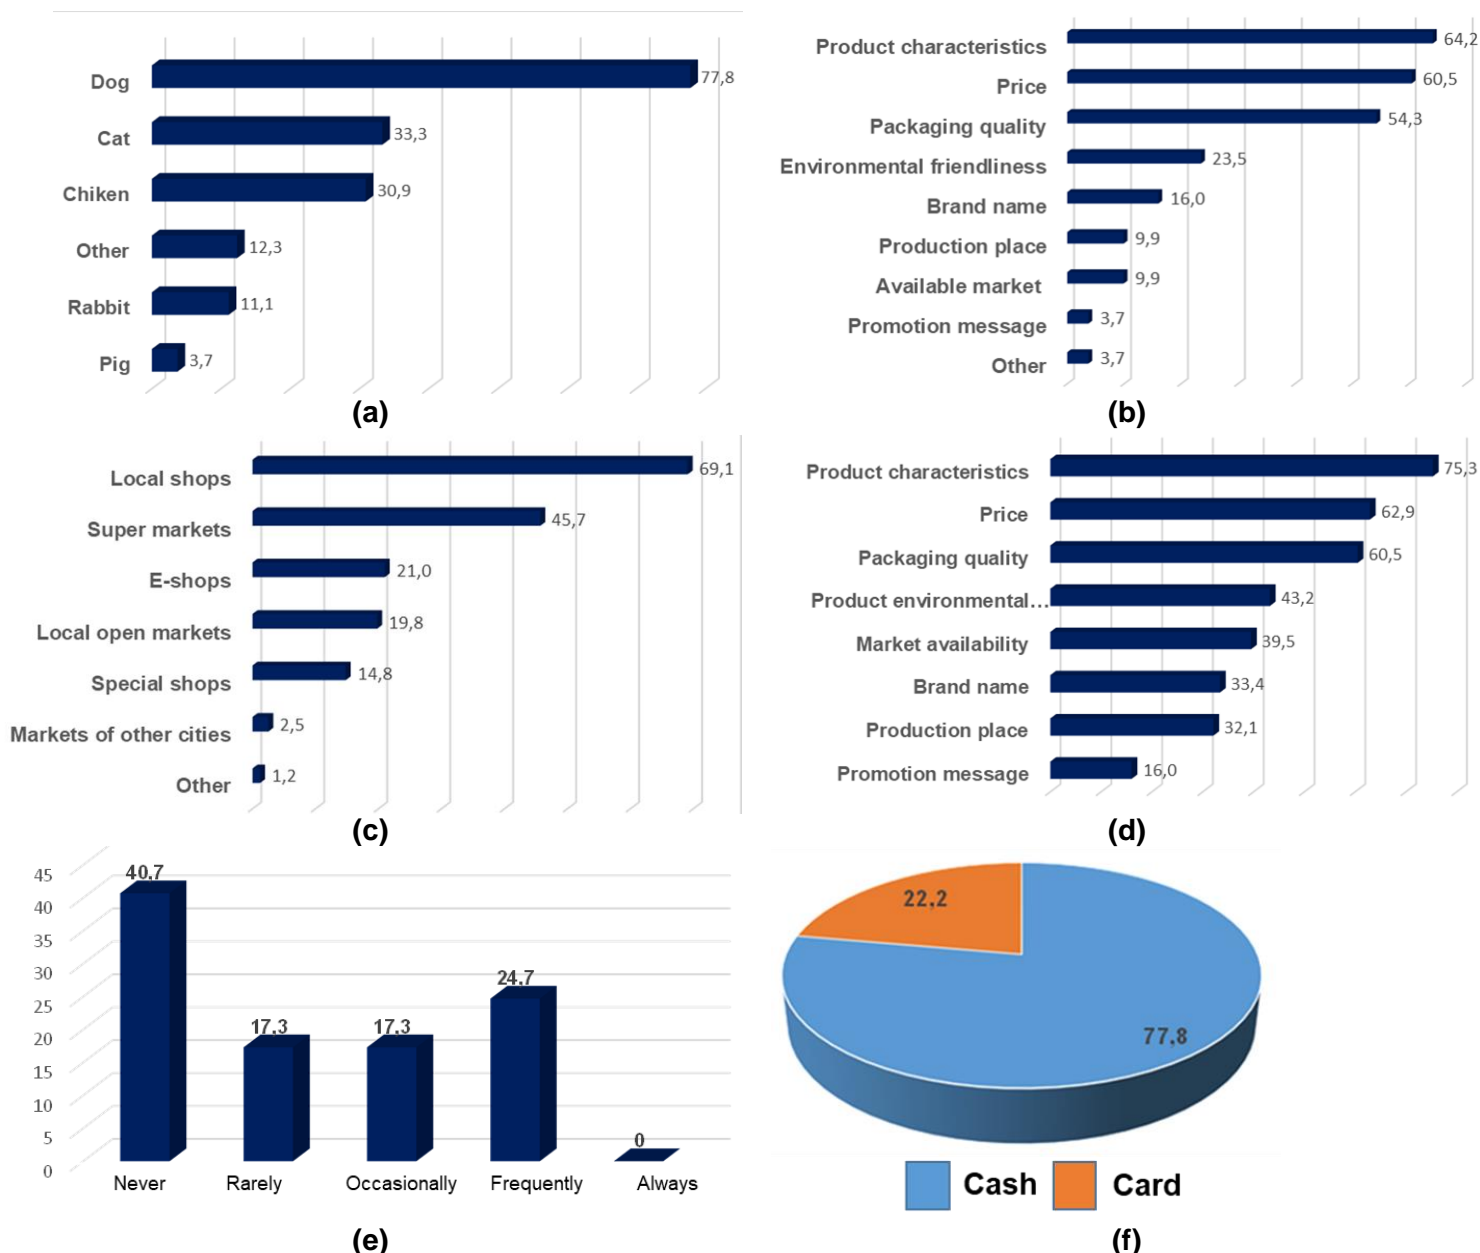 Dog 77,8
Cat 33,3
Chiken 30,9
Other 12,3
Rabbit 11,1
Pig 3,7
(a)
Product characteristics 64,2
Price 60,5
Packaging quality 54,3
Environmental friendliness 23,5
Brand name 16,0
Production place 9,9
Available market 9,9
Promotion message 3,7
Other 3,7
(b)
Local shops 69,1
Super markets 45,7
E-shops 21,0
Local open markets 19,8
Special shops 14,8
Markets of other cities 2,5
Other 1,2
(c)
Product characteristics 75,3
Price 62,9
Packaging quality 60,5
Product environmental... 43,2
Market availability 39,5
Brand name 33,4
Production place 32,1
Promotion message 16,0
(d)
45
40
35
30
25
20
15
10
5
0
40,7
17,3
17,3
24,7
0
Never Rarely Occasionally Frequently Always
(e)
22,2
77,8
Cash Card
(f)